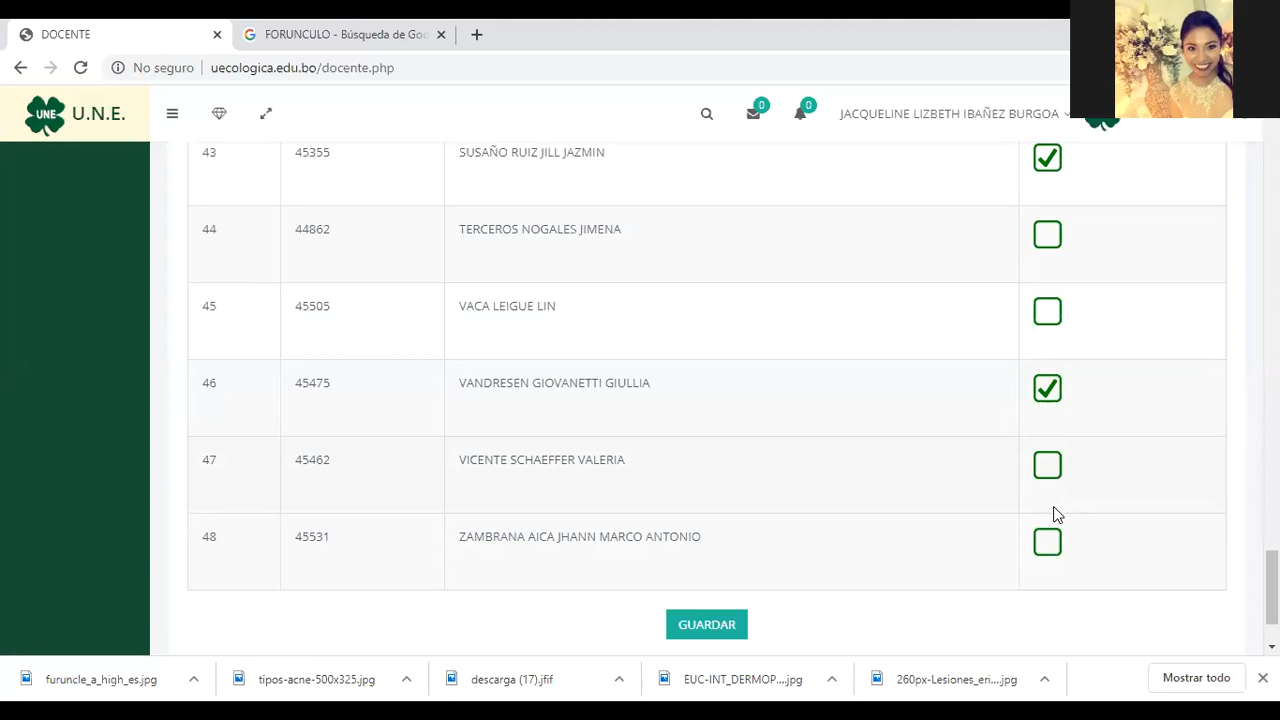 DOCENTE
FORUNCULO - Búsqueda de Goo
No seguro
uecologica.edu.bo/docente.php
UNE U.N.E.
0 0 JACQUELINE LIZBETH IBAÑEZ BURGOA
43 45355 SUSAÑO RUIZ JILL JAZMIN
44 44862 TERCEROS NOGALES JIMENA
45 45505 VACA LEIGUE LIN
46 45475 VANDRESEN GIOVANETTI GIULLIA
47 45462 VICENTE SCHAEFFER VALERIA
48 45531 ZAMBRANA AICA JHANN MARCO ANTONIO
GUARDAR
furuncle_a_high_es.jpg tipos-acne-500x325.jpg descarga (17).jfif EUC-INT_DERMOP....jpg 260px-Lesiones_eri....jpg Mostrar todo